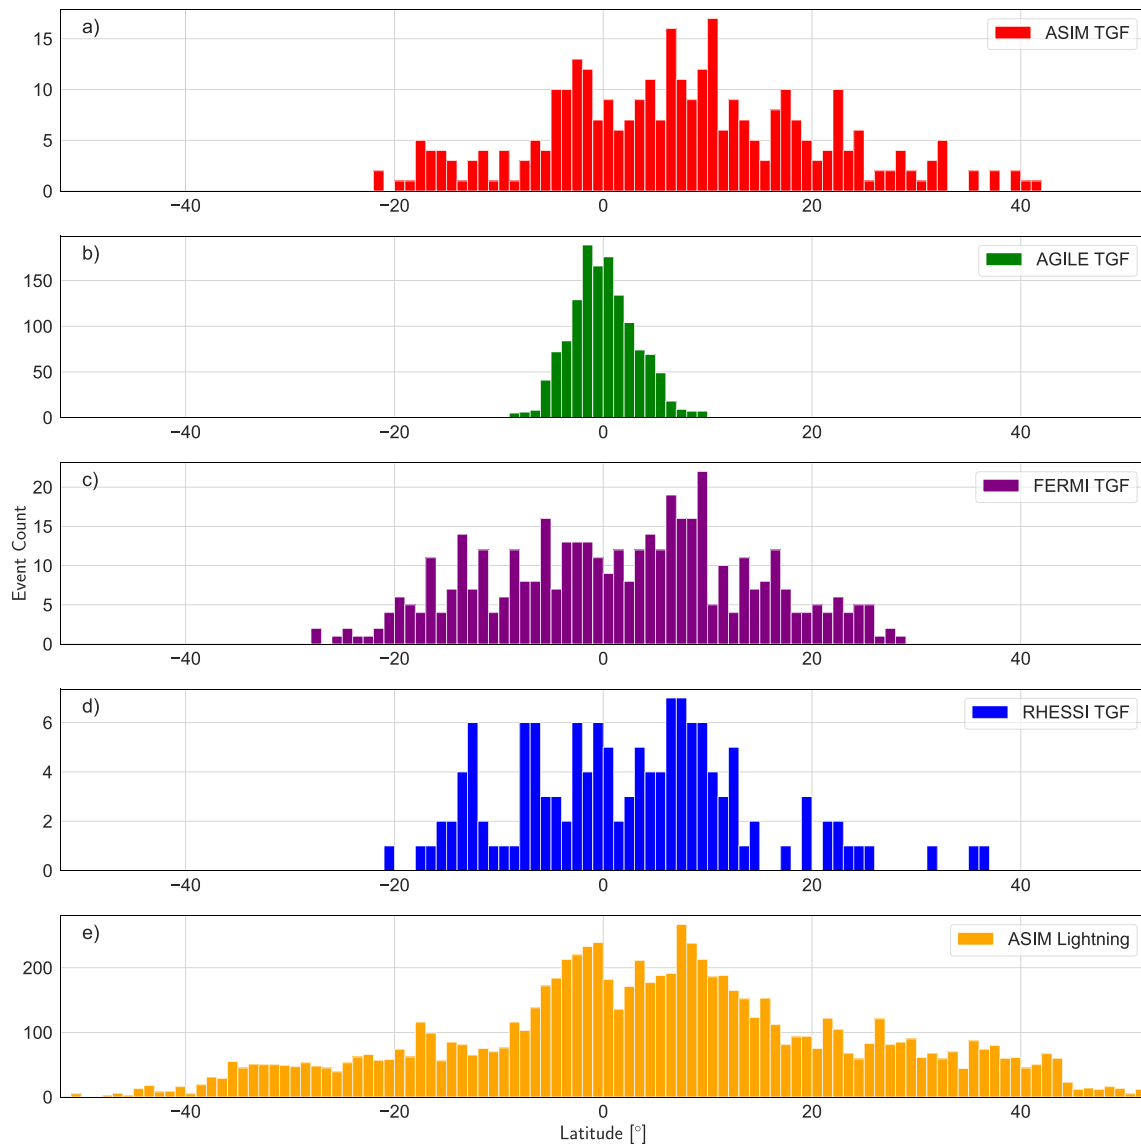 a)
ASIM TGF
15
10
5
0
−40 −20 0 20 40
b)
AGILE TGF
150
100
50
0
−40 −20 0 20 40
c)
FERMI TGF
20
15
10
5
0
−40 −20 0 20 40
Event Count
d)
RHESSI TGF
6
4
2
0
−40 −20 0 20 40
e)
ASIM Lightning
200
100
0
−40 −20 0 20 40
Latitude [°]